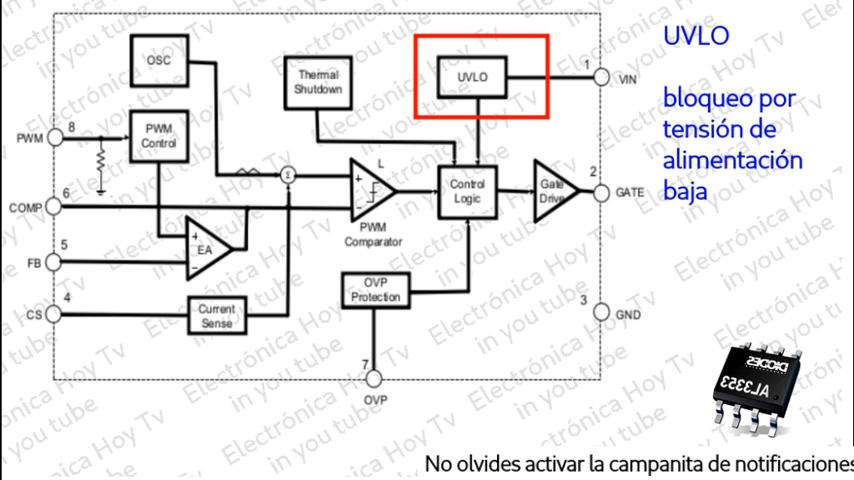 OSC
Thermal
Shutdown
UVLO
1
VIN
UVLO
bloqueo por
tensión de
alimentación
baja
PWM
8
PWM
Control
Σ
L
+
-
PWM
Comparator
Control
Logic
Gate
Drive
2
GATE
COMP
6
+
EA
-
FB
5
CS
4
Current
Sense
OVP
Protection
3
GND
7
OVP
DIODES
AL3353
Electrónica Hoy Tv
in you tube
No olvides activar la campanita de notificaciones